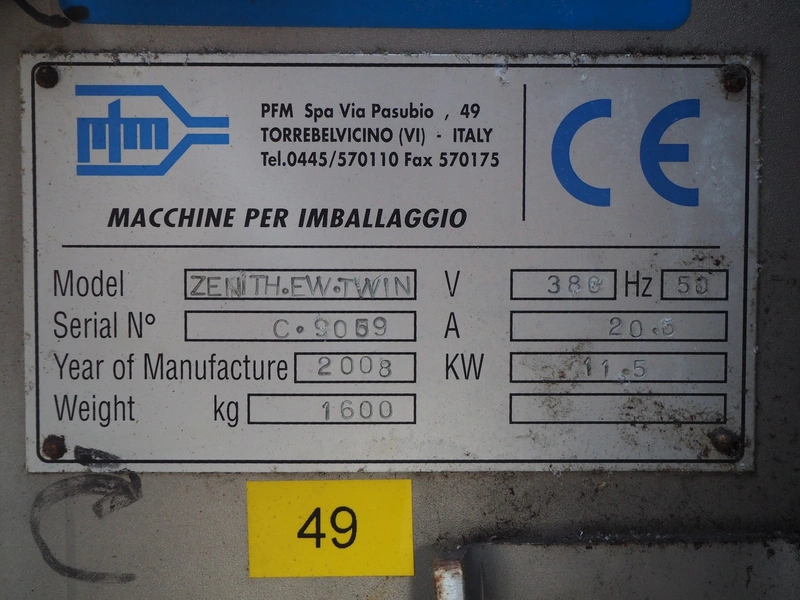 pfm
PFM Spa Via Pasubio , 49
TORREBELVICINO (VI) - ITALY
Tel.0445/570110 Fax 570175
CE
MACCHINE PER IMBALLAGGIO
Model ZENITH.EW.TWIN V 380 Hz 50
Serial N° C.9059 A 20.5
Year of Manufacture 2008 KW 11.5
Weight kg 1600
49